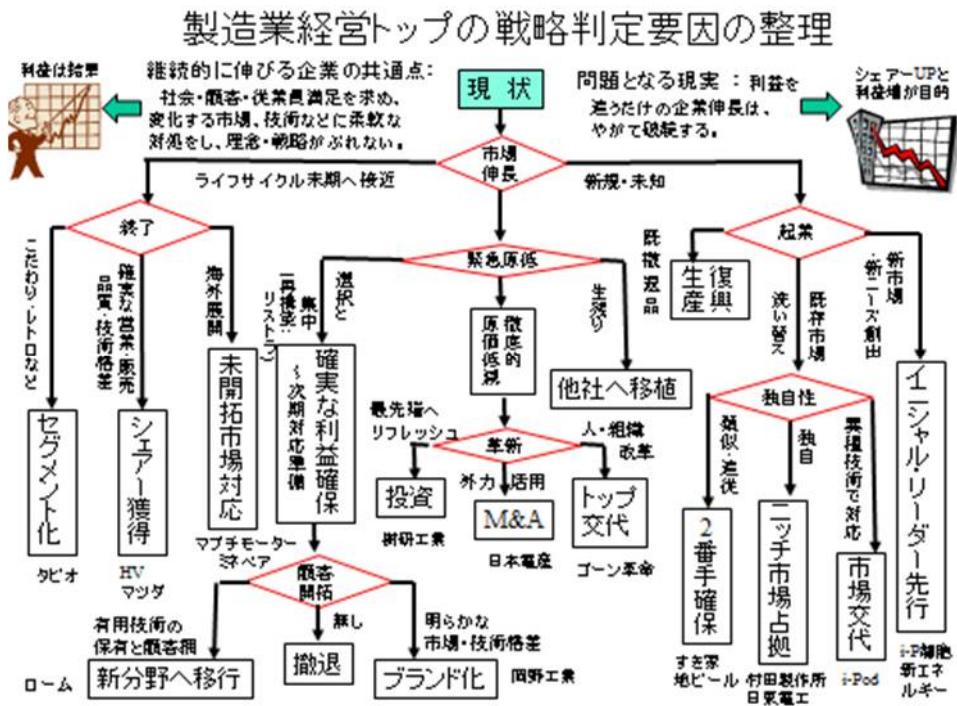 製造業経営トップの戦略判定要因の整理
利益は結果
継続的に伸びる企業の共通点：
社会・顧客・従業員満足を求め、
変化する市場、技術などに柔軟な
対処をし、理念・戦略がぶれない。
現状
問題となる現実：利益を
追うだけの企業伸長は、
やがて破綻する。
シェアーUPと
利益増が目的
市場
伸長
ライフサイクル末期へ接近
新規・未知
終了
緊急原低
起業
こだわり・レトロなど
確実な営業・販売
品質・技術格差
海外展開
選択と
集中
リストラ
徹底的
原価低減
生残り
既撤退品
復興
生産
洗い替え
既存市場
新市場
・新ニーズ創出
セグメント化
シェアー獲得
未開拓市場対応
確実な利益確保
～次期対応準備
他社へ移植
独自性
最先端へ
リフレッシュ
革新
人・組織
改革
外力
活用
投資
M&A
トップ
交代
樹研工業
日本電産
ゴーン革命
類似・追従
独自
異種技術で対応
2番手確保
ニッチ市場占拠
市場交代
イニシャル・リーダー先行
タビオ
HV
マツダ
マブチモーター
ミネベア
顧客
開拓
有用技術の
保有と顧客
無し
明らかな
市場・技術格差
ローム
新分野へ移行
撤退
ブランド化
岡野工業
すき家
地ビール
村田製作所
日東電工
i-Pod
i-P細胞
新エネ
ルギー